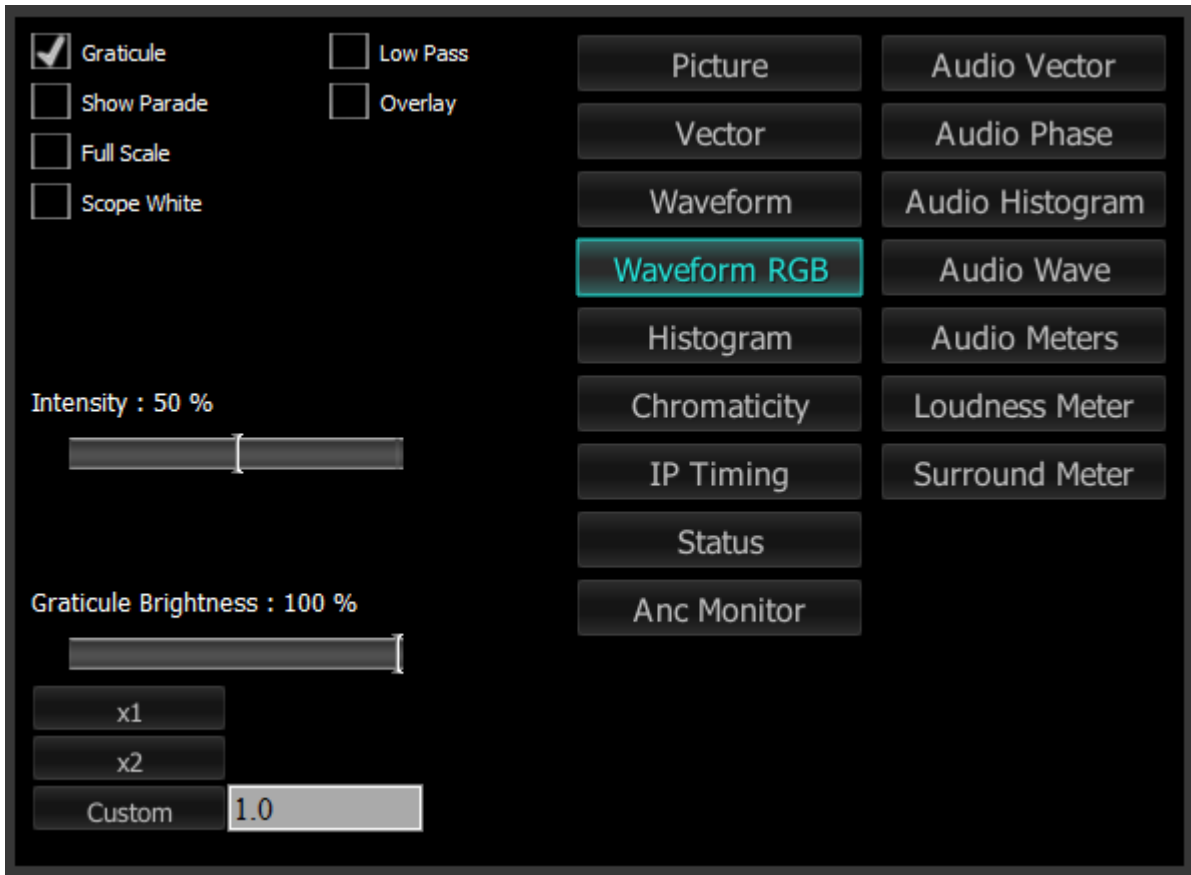 Graticule
Low Pass
Show Parade
Overlay
Full Scale
Scope White
Intensity : 50 %
Graticule Brightness : 100 %
x1
x2
Custom
1.0
Picture
Vector
Waveform
Waveform RGB
Histogram
Chromaticity
IP Timing
Status
Anc Monitor
Audio Vector
Audio Phase
Audio Histogram
Audio Wave
Audio Meters
Loudness Meter
Surround Meter